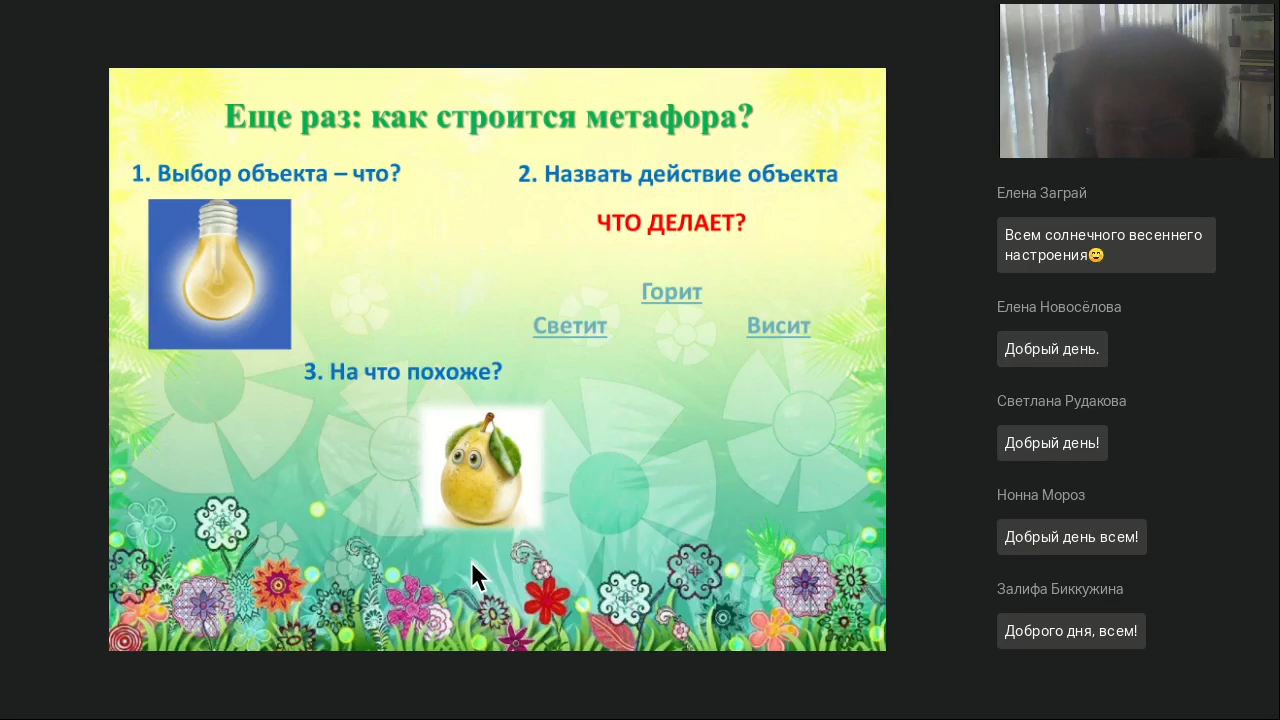 Еще раз: как строится метафора?
1. Выбор объекта – что?
2. Назвать действие объекта
ЧТО ДЕЛАЕТ?
Горит
Светит
Висит
3. На что похоже?
Елена Заграй
Всем солнечного весеннего
настроения😄
Елена Новосёлова
Добрый день.
Светлана Рудакова
Добрый день!
Нонна Мороз
Добрый день всем!
Залифа Биккужина
Доброго дня, всем!